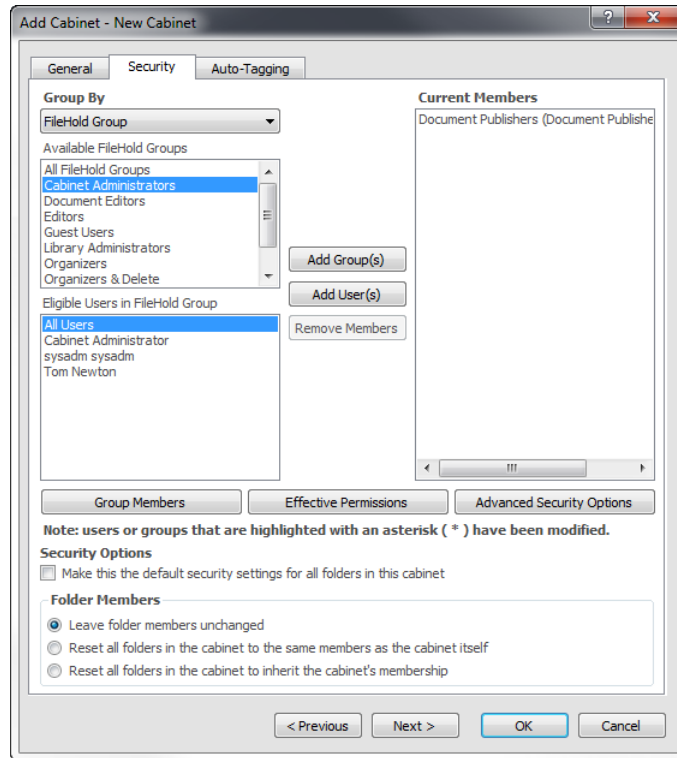 Add Cabinet - New Cabinet
General Security Auto-Tagging
Group By
FileHold Group
Available FileHold Groups
All FileHold Groups
Cabinet Administrators
Document Editors
Editors
Guest Users
Library Administrators
Organizers
Organizers & Delete
Eligible Users in FileHold Group
All Users
Cabinet Administrator
sysadm sysadm
Tom Newton
Add Group(s)
Add User(s)
Remove Members
Current Members
Document Publishers (Document Publishe
Group Members Effective Permissions Advanced Security Options
Note: users or groups that are highlighted with an asterisk ( * ) have been modified.
Security Options
Make this the default security settings for all folders in this cabinet
Folder Members
Leave folder members unchanged
Reset all folders in the cabinet to the same members as the cabinet itself
Reset all folders in the cabinet to inherit the cabinet's membership
< Previous Next > OK Cancel